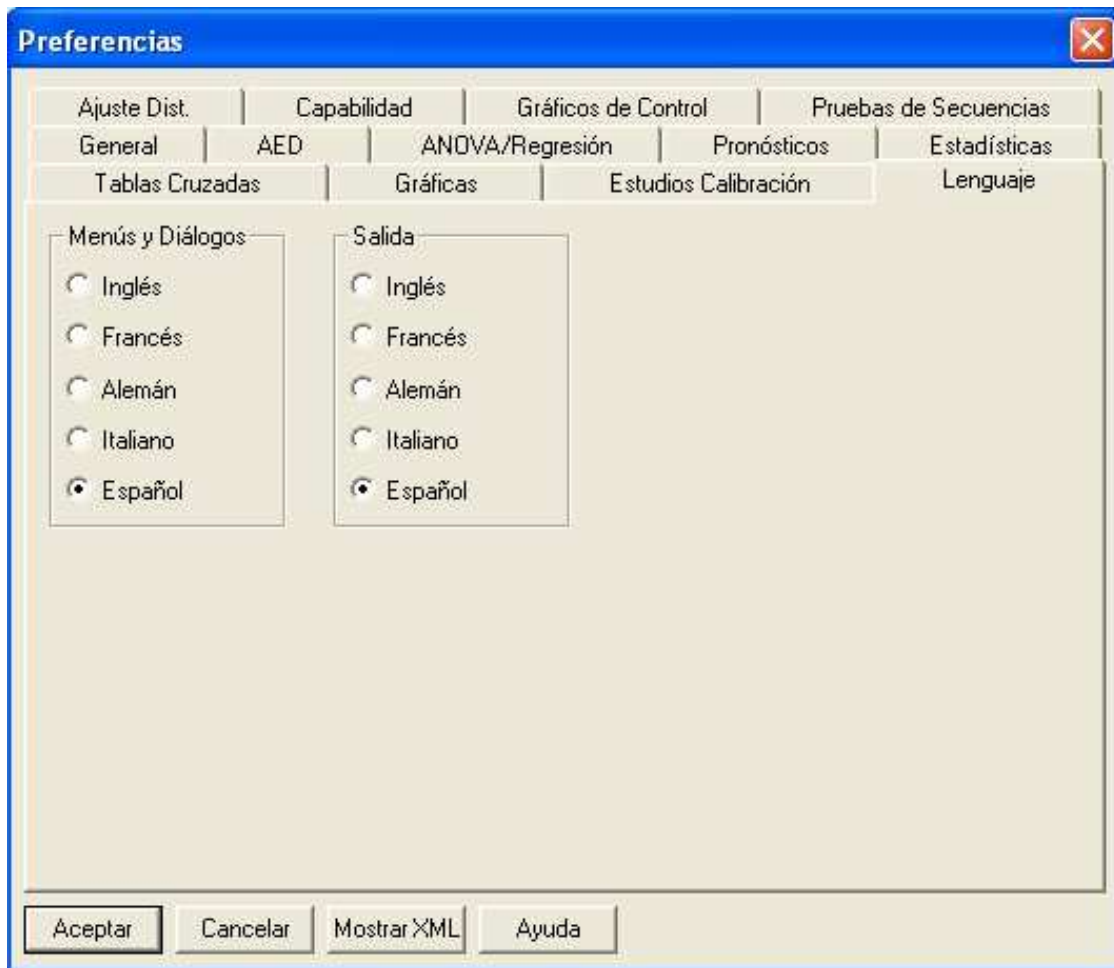 Preferencias
Ajuste Dist. Capabilidad Gráficos de Control Pruebas de Secuencias
General AED ANOVA/Regresión Pronósticos Estadísticas
Tablas Cruzadas Gráficas Estudios Calibración Lenguaje
Menús y Diálogos
Inglés
Francés
Alemán
Italiano
Español
Salida
Inglés
Francés
Alemán
Italiano
Español
Aceptar Cancelar Mostrar XML Ayuda